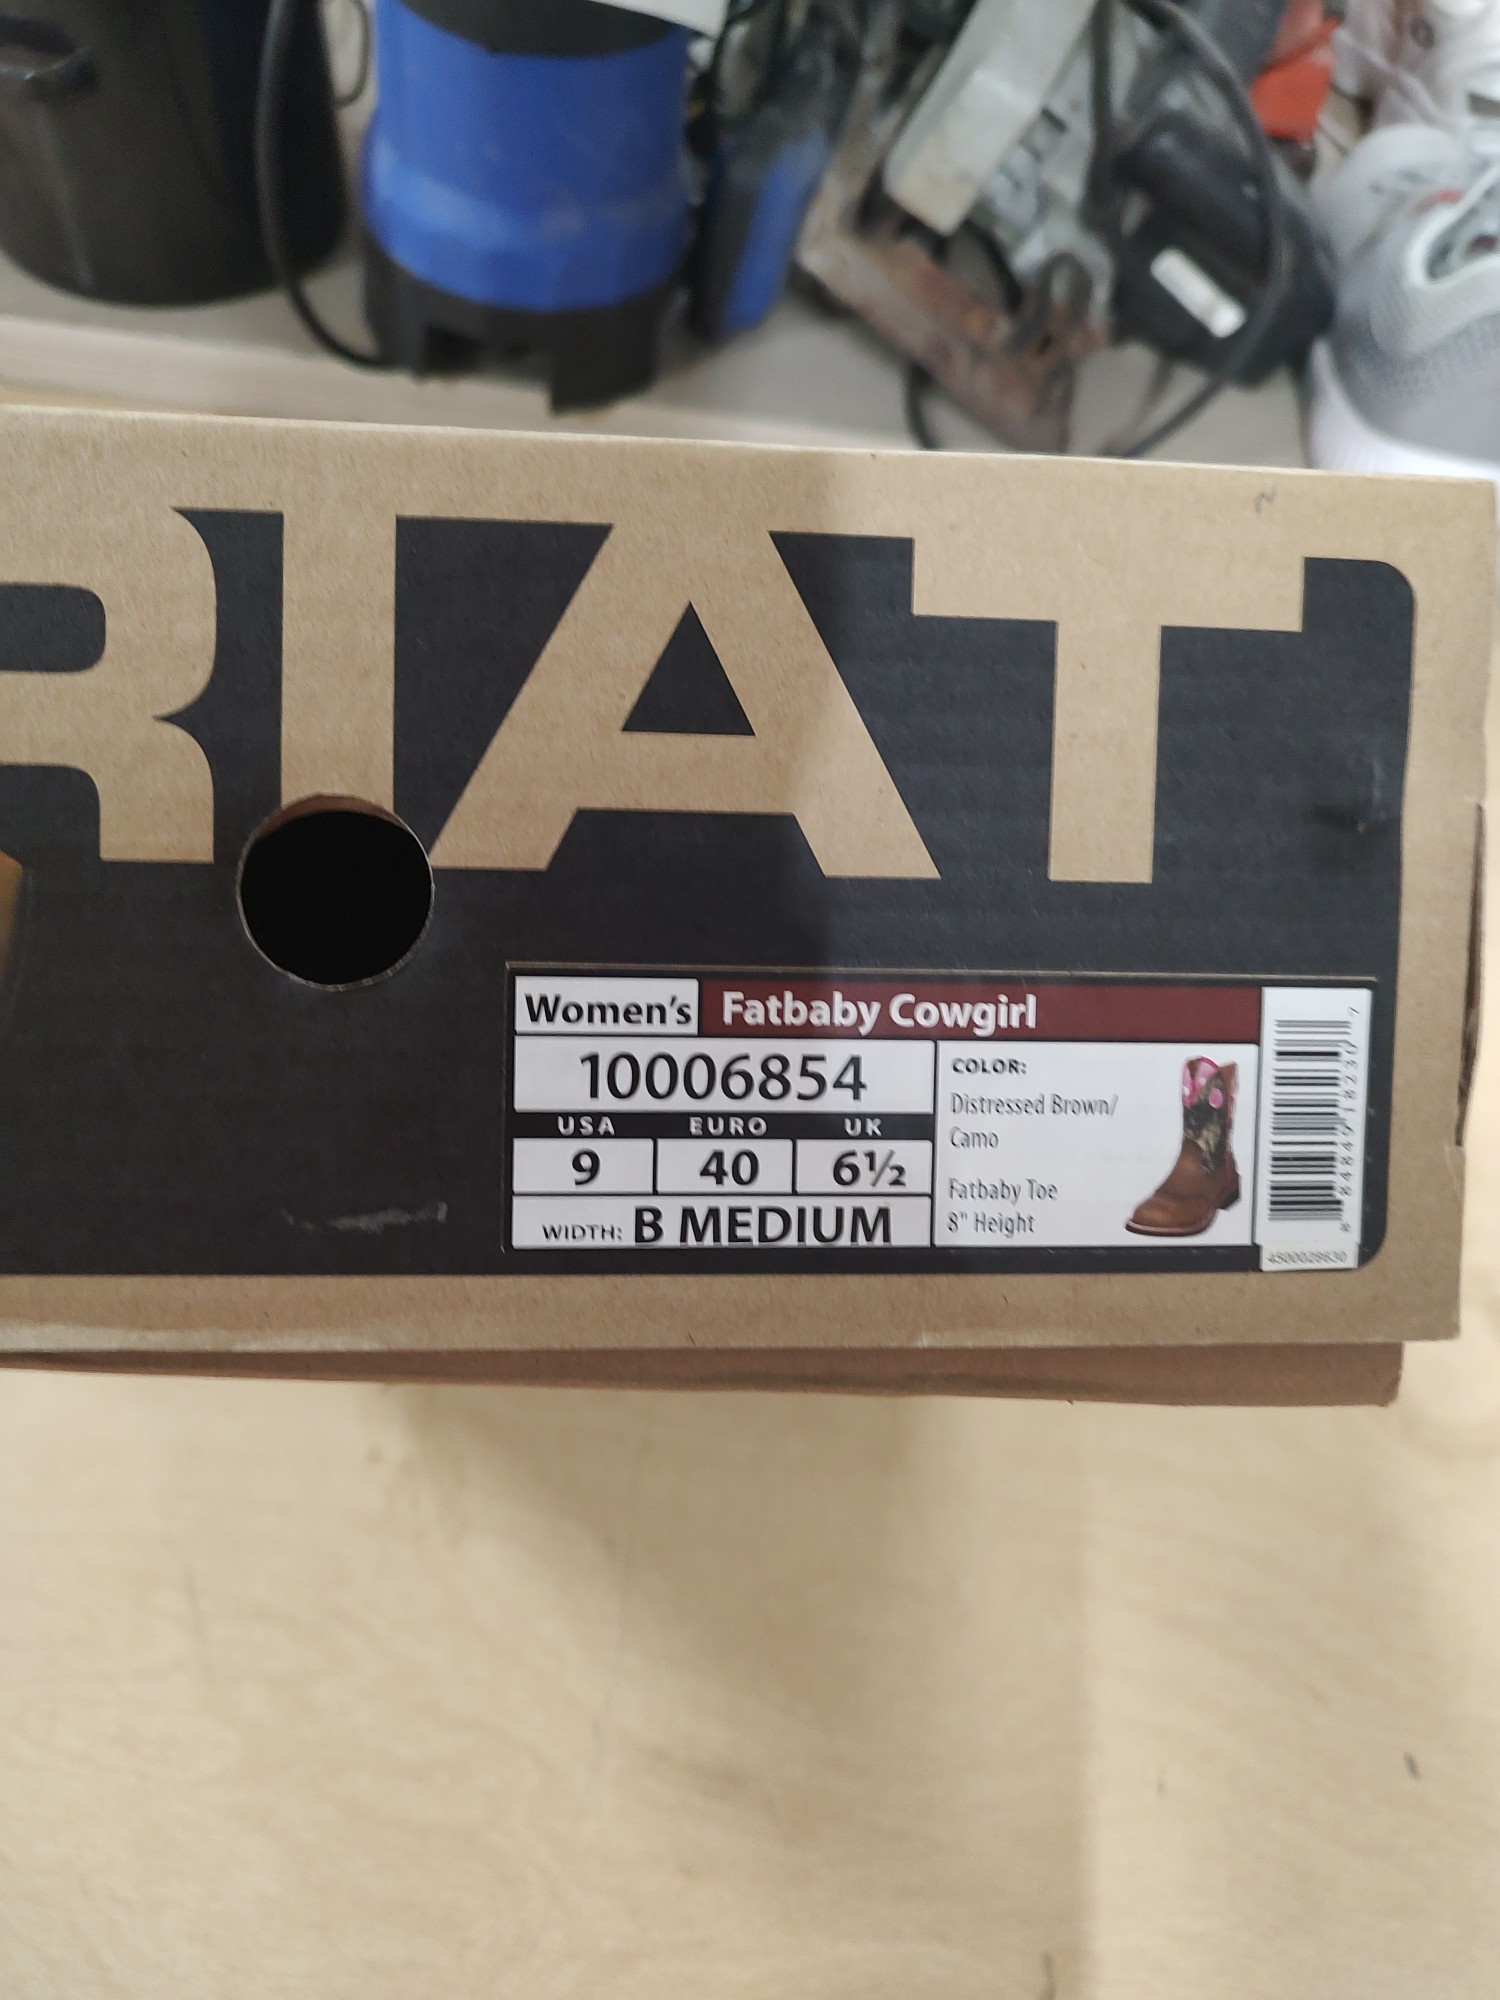 RIAT
Women's Fatbaby Cowgirl
10006854
USA EURO UK
9 40 6½
WIDTH: B MEDIUM
COLOR:
Distressed Brown/
Camo
Fatbaby Toe
8" Height
4500028630